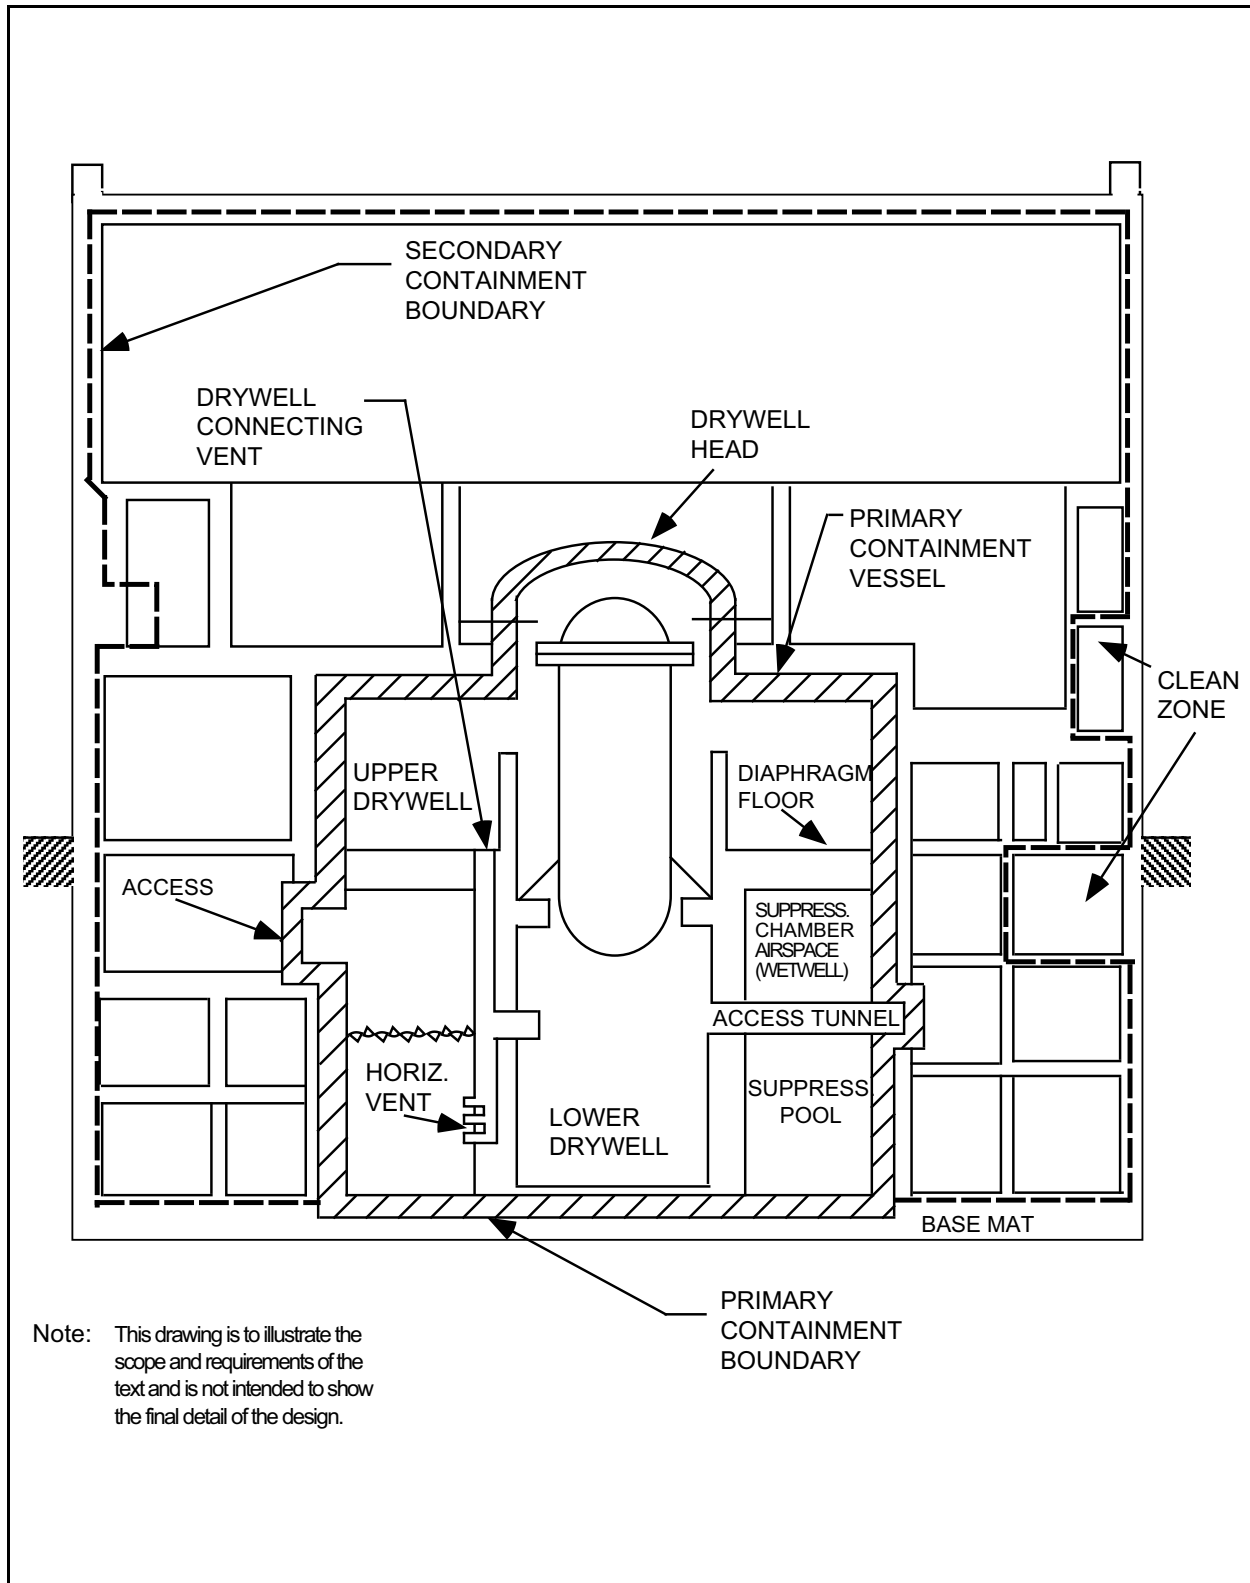 SECONDARY
CONTAINMENT
BOUNDARY
DRYWELL
CONNECTING
VENT
DRYWELL
HEAD
PRIMARY
CONTAINMENT
VESSEL
CLEAN
ZONE
UPPER
DRYWELL
DIAPHRAGM
FLOOR
ACCESS
SUPPRESS.
CHAMBER
AIRSPACE
(WETWELL)
ACCESS TUNNEL
HORIZ.
VENT
LOWER
DRYWELL
SUPPRESS.
POOL
BASE MAT
PRIMARY
CONTAINMENT
BOUNDARY
Note: This drawing is to illustrate the
scope and requirements of the
text and is not intended to show
the final detail of the design.